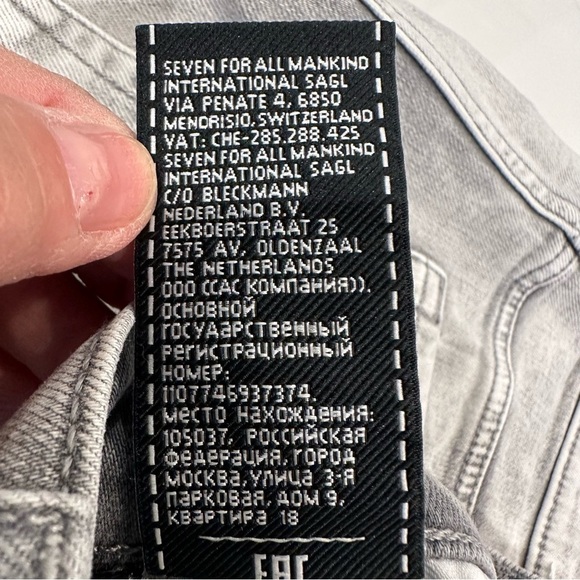 SEVEN FOR ALL MANKIND
INTERNATIONAL SAGL
VIA PENATE 4, 6850
MENDRISIO, SWITZERLAND
VAT: CHE-285.288.425
SEVEN FOR ALL MANKIND
INTERNATIONAL SAGL
C/O BLECKMANN
NEDERLAND B.V.
EEKBOERSTRAAT 25
7575 AV, OLDENZAAL
THE NETHERLANDS
ООО ((САС КОМПАНИЯ)).
ОСНОВНОЙ
ГОСУДАРСТВЕННЫЙ
РЕГИСТРАЦИОННЫЙ
НОМЕР:
1107746937374.
МЕСТО НАХОЖДЕНИЯ:
105037, РОССИЙСКАЯ
ФЕДЕРАЦИЯ, ГОРОД
МОСКВА, УЛИЦА 3-Я
ПАРКОВАЯ, ДОМ 9,
КВАРТИРА 18
EAC